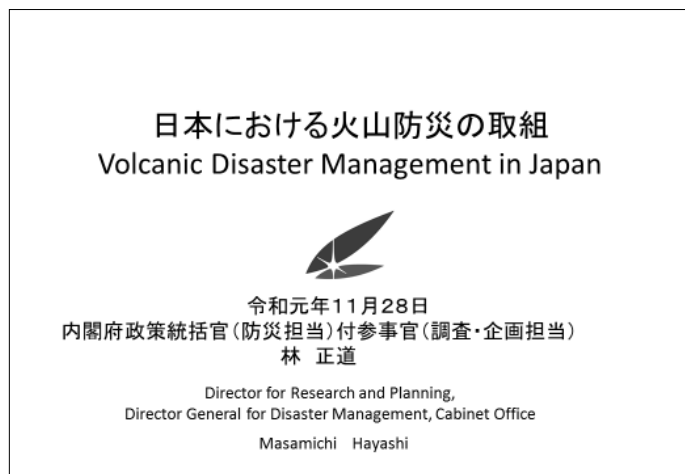 日本における火山防災の取組
Volcanic Disaster Management in Japan
令和元年11月28日
内閣府政策統括官（防災担当）付参事官（調査・企画担当）
林　正道
Director for Research and Planning,
Director General for Disaster Management, Cabinet Office
Masamichi　Hayashi